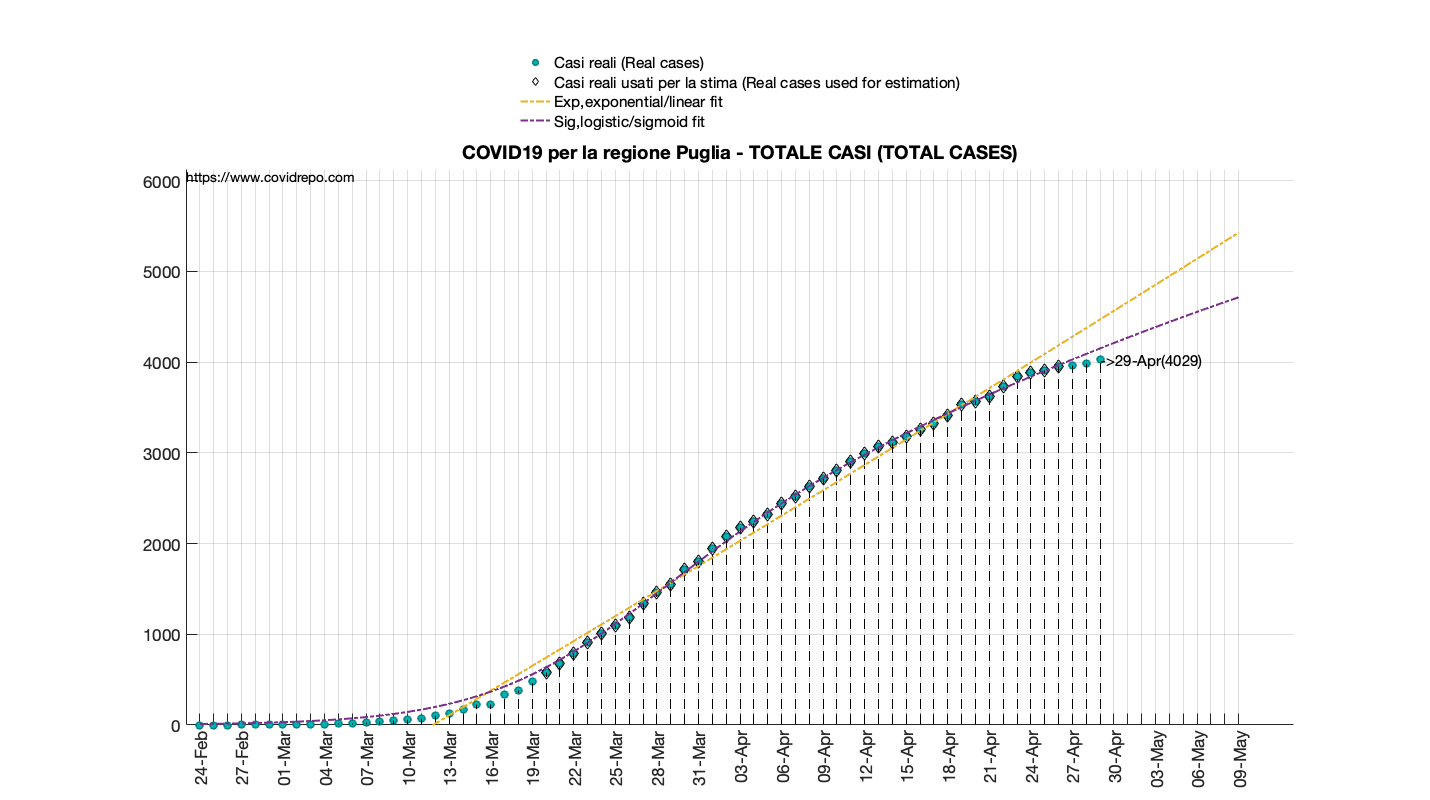 Casi reali (Real cases)
Casi reali usati per la stima (Real cases used for estimation)
Exp,exponential/linear fit
Sig,logistic/sigmoid fit
COVID19 per la regione Puglia - TOTALE CASI (TOTAL CASES)
https://www.covidrepo.com
6000
5000
4000
3000
2000
1000
0
->29-Apr(4029)
24-Feb
27-Feb
01-Mar
04-Mar
07-Mar
10-Mar
13-Mar
16-Mar
19-Mar
22-Mar
25-Mar
28-Mar
31-Mar
03-Apr
06-Apr
09-Apr
12-Apr
15-Apr
18-Apr
21-Apr
24-Apr
27-Apr
30-Apr
03-May
06-May
09-May